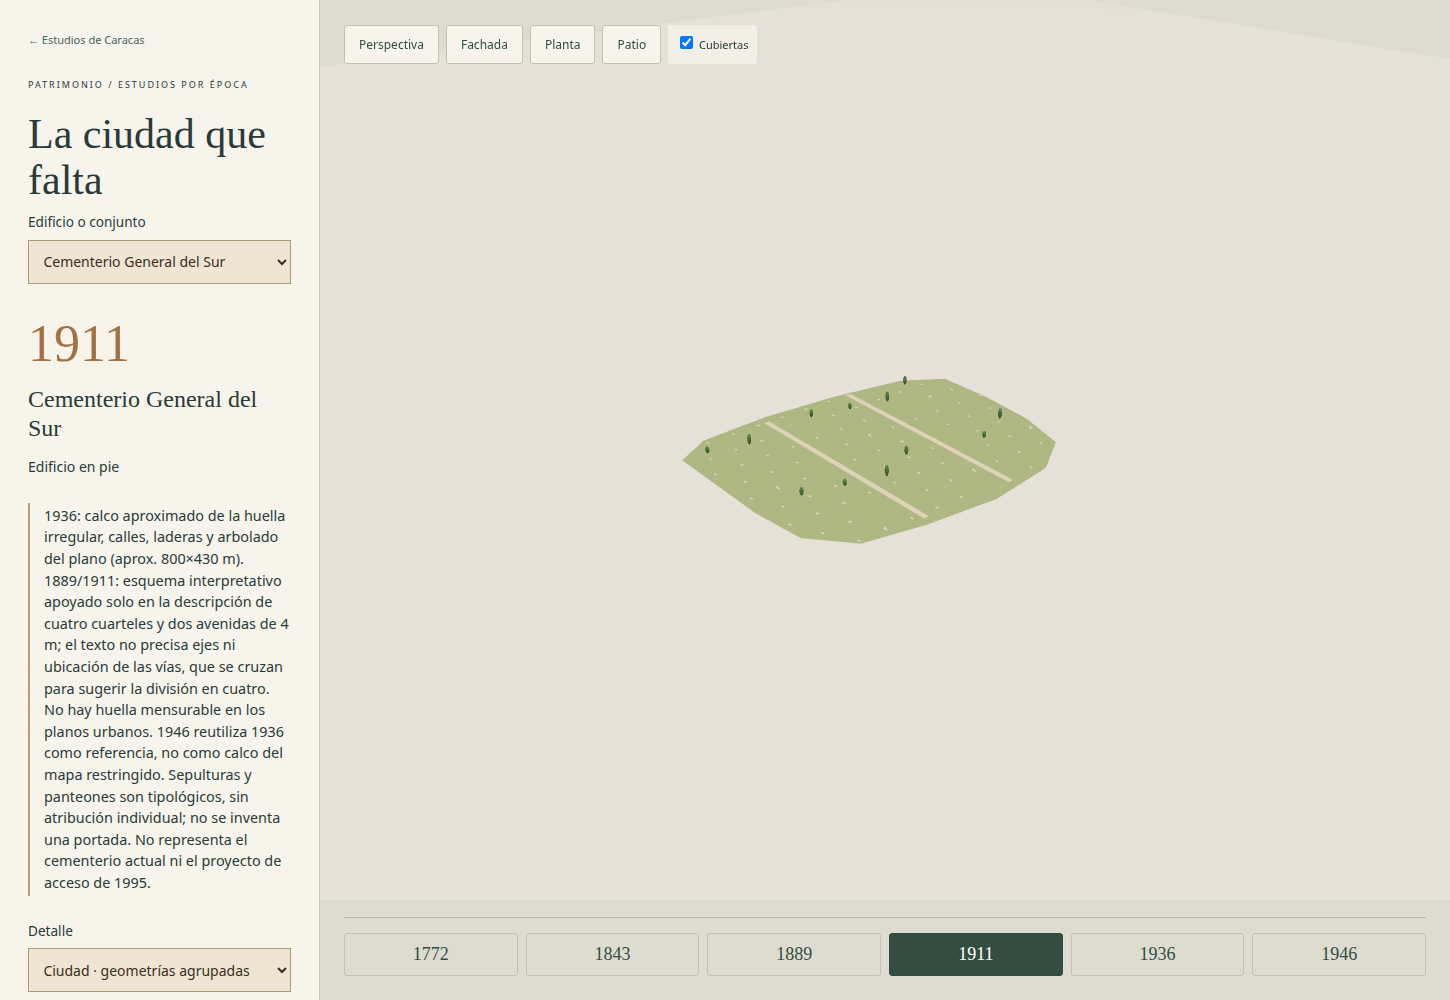 ← Estudios de Caracas
PATRIMONIO / ESTUDIOS POR ÉPOCA
La ciudad que
falta
Edificio o conjunto
Cementerio General del Sur
1911
Cementerio General del
Sur
Edificio en pie
1936: calco aproximado de la huella
irregular, calles, laderas y arbolado
del plano (aprox. 800×430 m).
1889/1911: esquema interpretativo
apoyado solo en la descripción de
cuatro cuarteles y dos avenidas de 4
m; el texto no precisa ejes ni
ubicación de las vías, que se cruzan
para sugerir la división en cuatro.
No hay huella mensurable en los
planos urbanos. 1946 reutiliza 1936
como referencia, no como calco del
mapa restringido. Sepulturas y
panteones son tipológicos, sin
atribución individual; no se inventa
una portada. No representa el
cementerio actual ni el proyecto de
acceso de 1995.
Detalle
Ciudad · geometrías agrupadas
Perspectiva
Fachada
Planta
Patio
Cubiertas
1772
1843
1889
1911
1936
1946